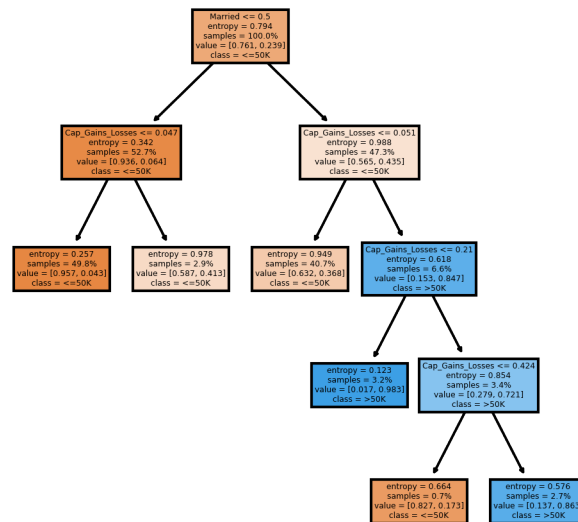 Married <= 0.5
entropy = 0.794
samples = 100.0%
value = [0.761, 0.239]
class = <=50K
Cap_Gains_Losses <= 0.047
entropy = 0.342
samples = 52.7%
value = [0.936, 0.064]
class = <=50K
Cap_Gains_Losses <= 0.051
entropy = 0.988
samples = 47.3%
value = [0.565, 0.435]
class = <=50K
entropy = 0.257
samples = 49.8%
value = [0.957, 0.043]
class = <=50K
entropy = 0.978
samples = 2.9%
value = [0.587, 0.413]
class = <=50K
entropy = 0.949
samples = 40.7%
value = [0.632, 0.368]
class = <=50K
Cap_Gains_Losses <= 0.21
entropy = 0.618
samples = 6.6%
value = [0.153, 0.847]
class = >50K
entropy = 0.123
samples = 3.2%
value = [0.017, 0.983]
class = >50K
Cap_Gains_Losses <= 0.424
entropy = 0.854
samples = 3.4%
value = [0.279, 0.721]
class = >50K
entropy = 0.664
samples = 0.7%
value = [0.827, 0.173]
class = <=50K
entropy = 0.576
samples = 2.7%
value = [0.137, 0.863]
class = >50K